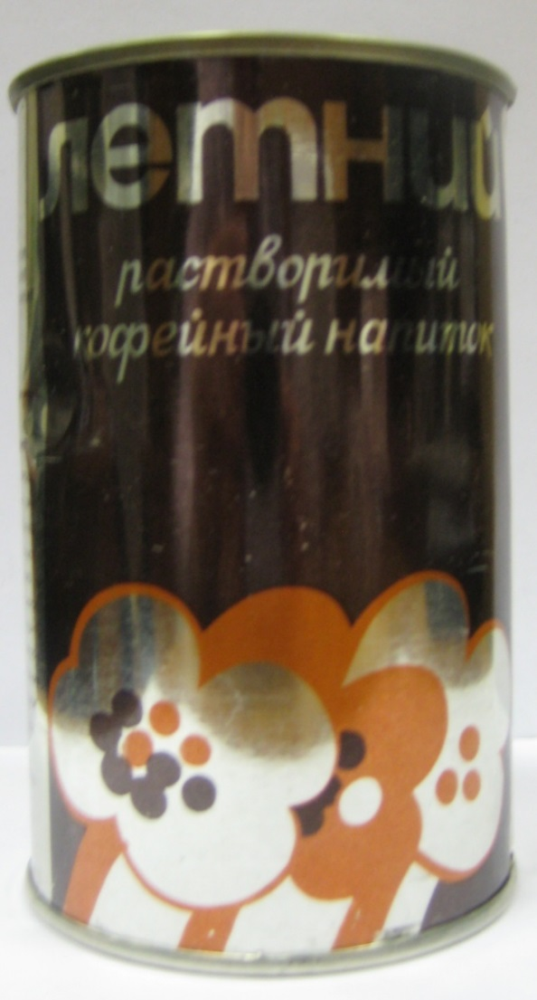 летний
растворимый
кофейный напиток